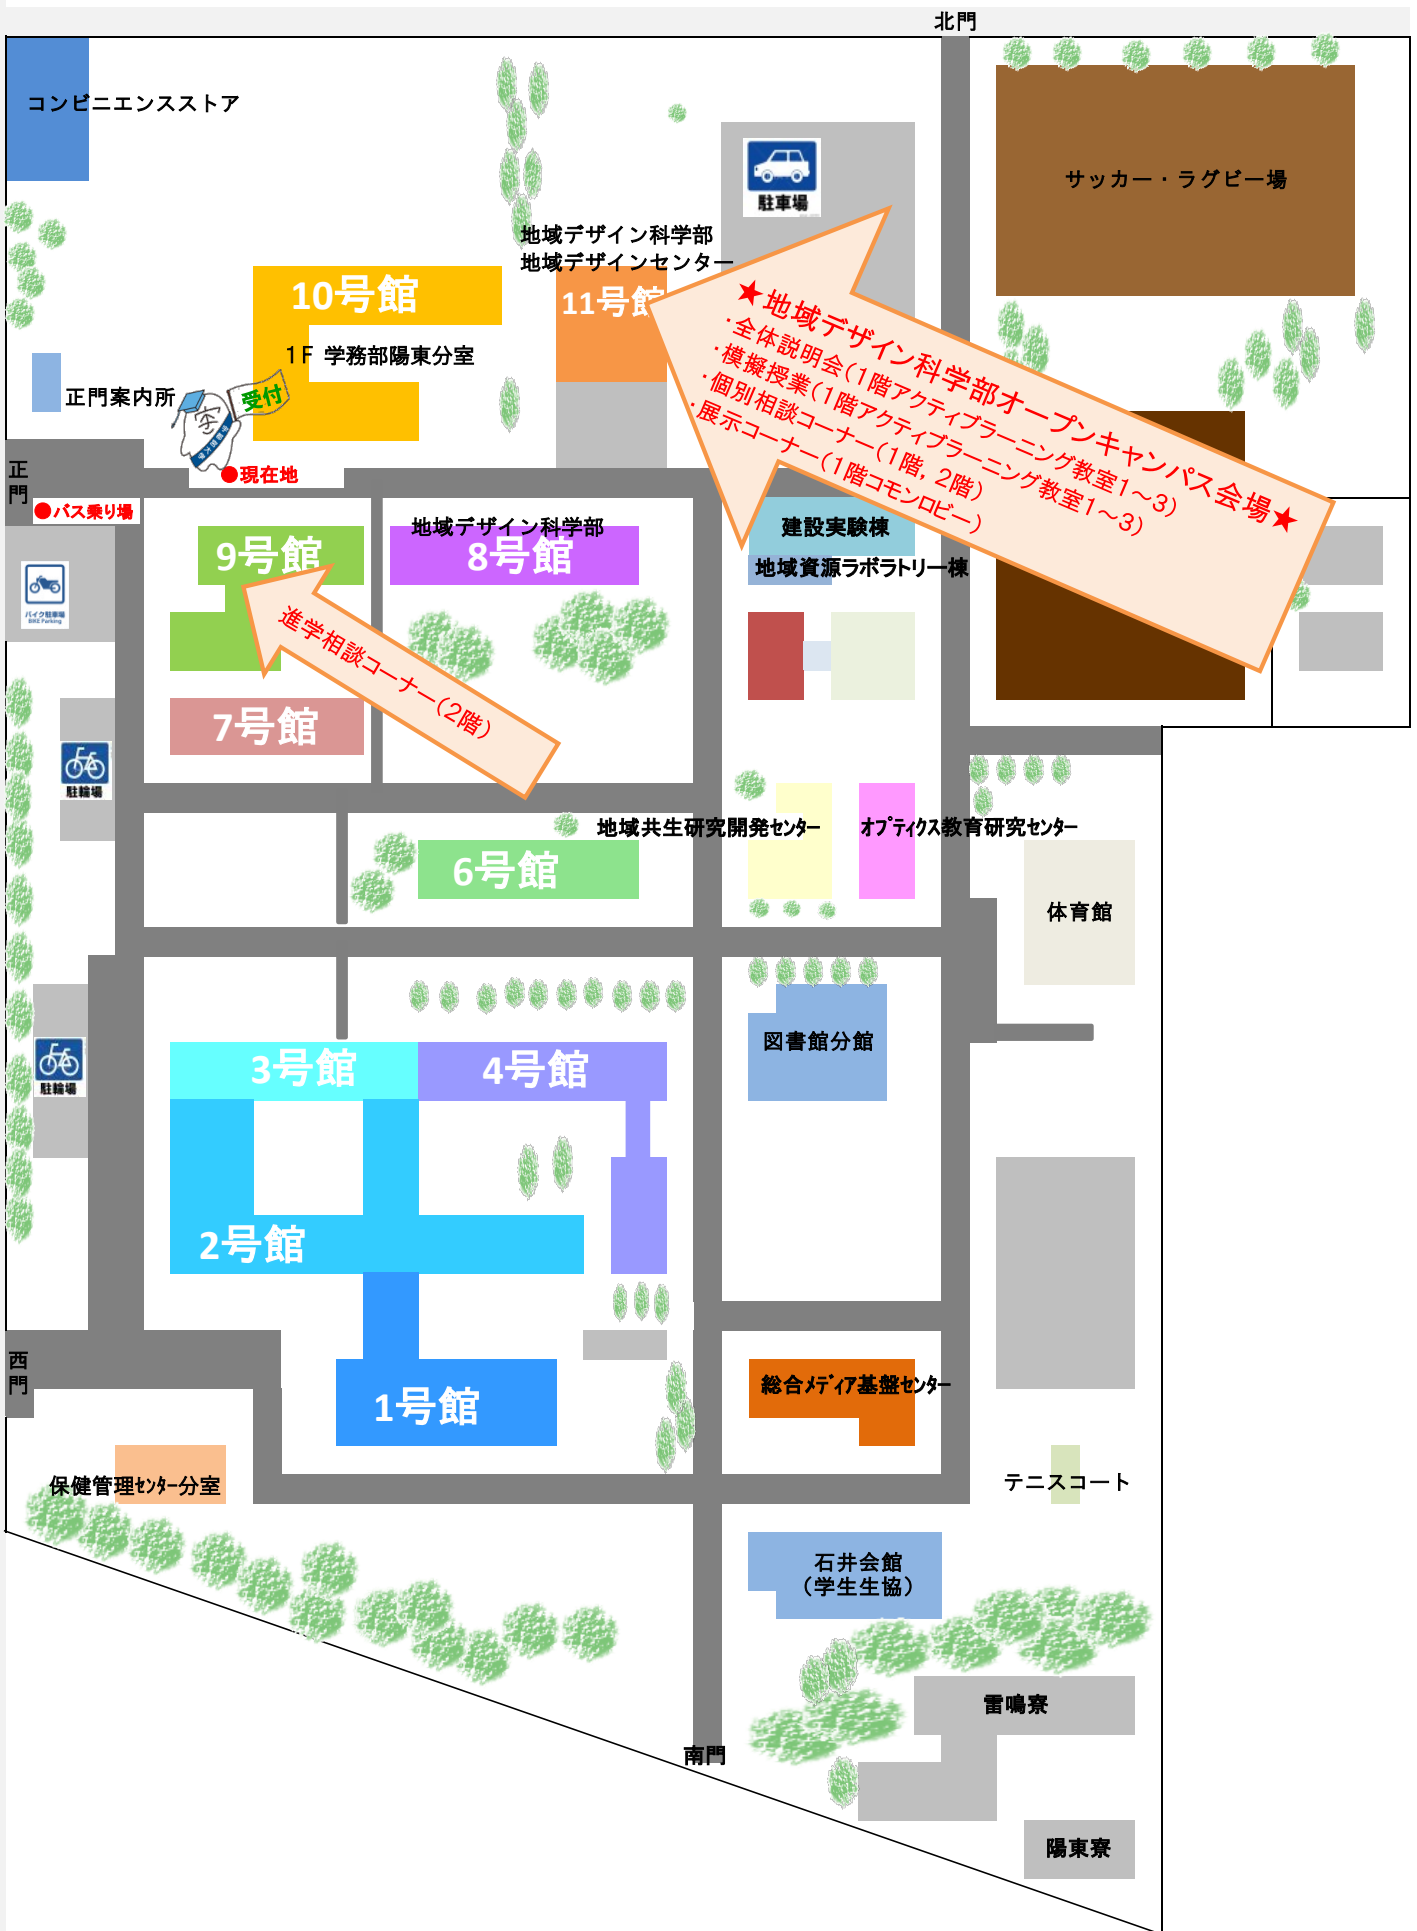 北門
コンビニエンスストア
駐車場
サッカー・ラグビー場
地域デザイン科学部
地域デザインセンター
10号館
11号館
1F 学務部陽東分室
★地域デザイン科学部オープンキャンパス会場★
・全体説明会(1階アクティブラーニング教室1～3)
・模擬授業(1階アクティブラーニング教室1～3)
・個別相談コーナー(1階,2階)
・展示コーナー(1階コモンロビー)
正門案内所
受付
宇都宮大学
●現在地
正門
●バス乗り場
地域デザイン科学部
9号館
8号館
建設実験棟
地域資源ラボラトリー棟
バイク駐車場
BIKE Parking
進学相談コーナー(2階)
7号館
駐輪場
地域共生研究開発センター
オプティクス教育研究センター
6号館
体育館
図書館分館
駐輪場
3号館
4号館
2号館
西門
1号館
総合メディア基盤センター
保健管理センター分室
テニスコート
石井会館
(学生生協)
雷鳴寮
南門
陽東寮